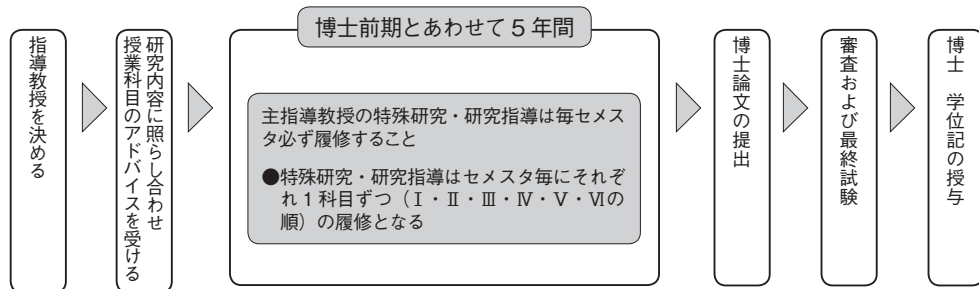 指導教授を決める
研究内容に照らし合わせ
授業科目のアドバイスを受ける
博士前期とあわせて5年間
主指導教授の特殊研究・研究指導は毎セメス
タ必ず履修すること
●特殊研究・研究指導はセメスタ毎にそれぞ
れ1科目ずつ（Ⅰ・Ⅱ・Ⅲ・Ⅳ・Ⅴ・Ⅵの
順）の履修となる
博士論文の提出
審査および最終試験
博士　学位記の授与